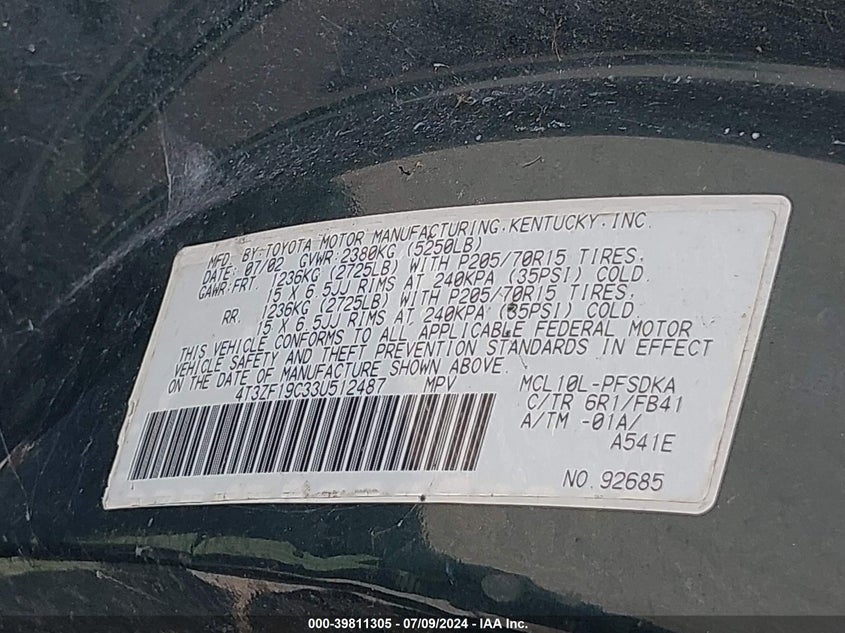 MFD. BY:TOYOTA MOTOR MANUFACTURING.KENTUCKY.INC.
DATE: 07/02 GVWR:2380KG (5250LB)
GAWR:FRT. 1236KG (2725LB) WITH P205/70R15 TIRES.
15 X 6.5JJ RIMS AT 240KPA (35PSI) COLD.
RR. 1236KG (2725LB) WITH P205/70R15 TIRES.
15 X 6.5JJ RIMS AT 240KPA (35PSI) COLD.
THIS VEHICLE CONFORMS TO ALL APPLICABLE FEDERAL MOTOR
VEHICLE SAFETY AND THEFT PREVENTION STANDARDS IN EFFECT
ON THE DATE OF MANUFACTURE SHOWN ABOVE.
4T3ZF19C33U512487 MPV
MCL10L-PFSDKA
C/TR 6R1/FB41
A/TM -01A/
A541E
NO.92685
000-39811305 / 07/09/2024 - IAA Inc.